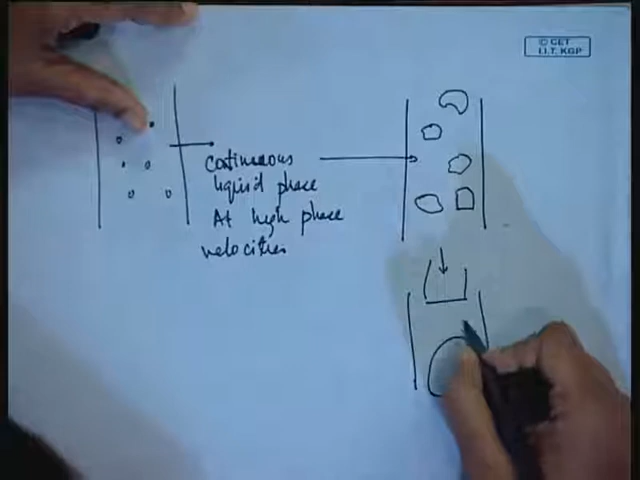 © CET
I.I.T. KGP
Continuous
liquid phase
At high phase
velocities